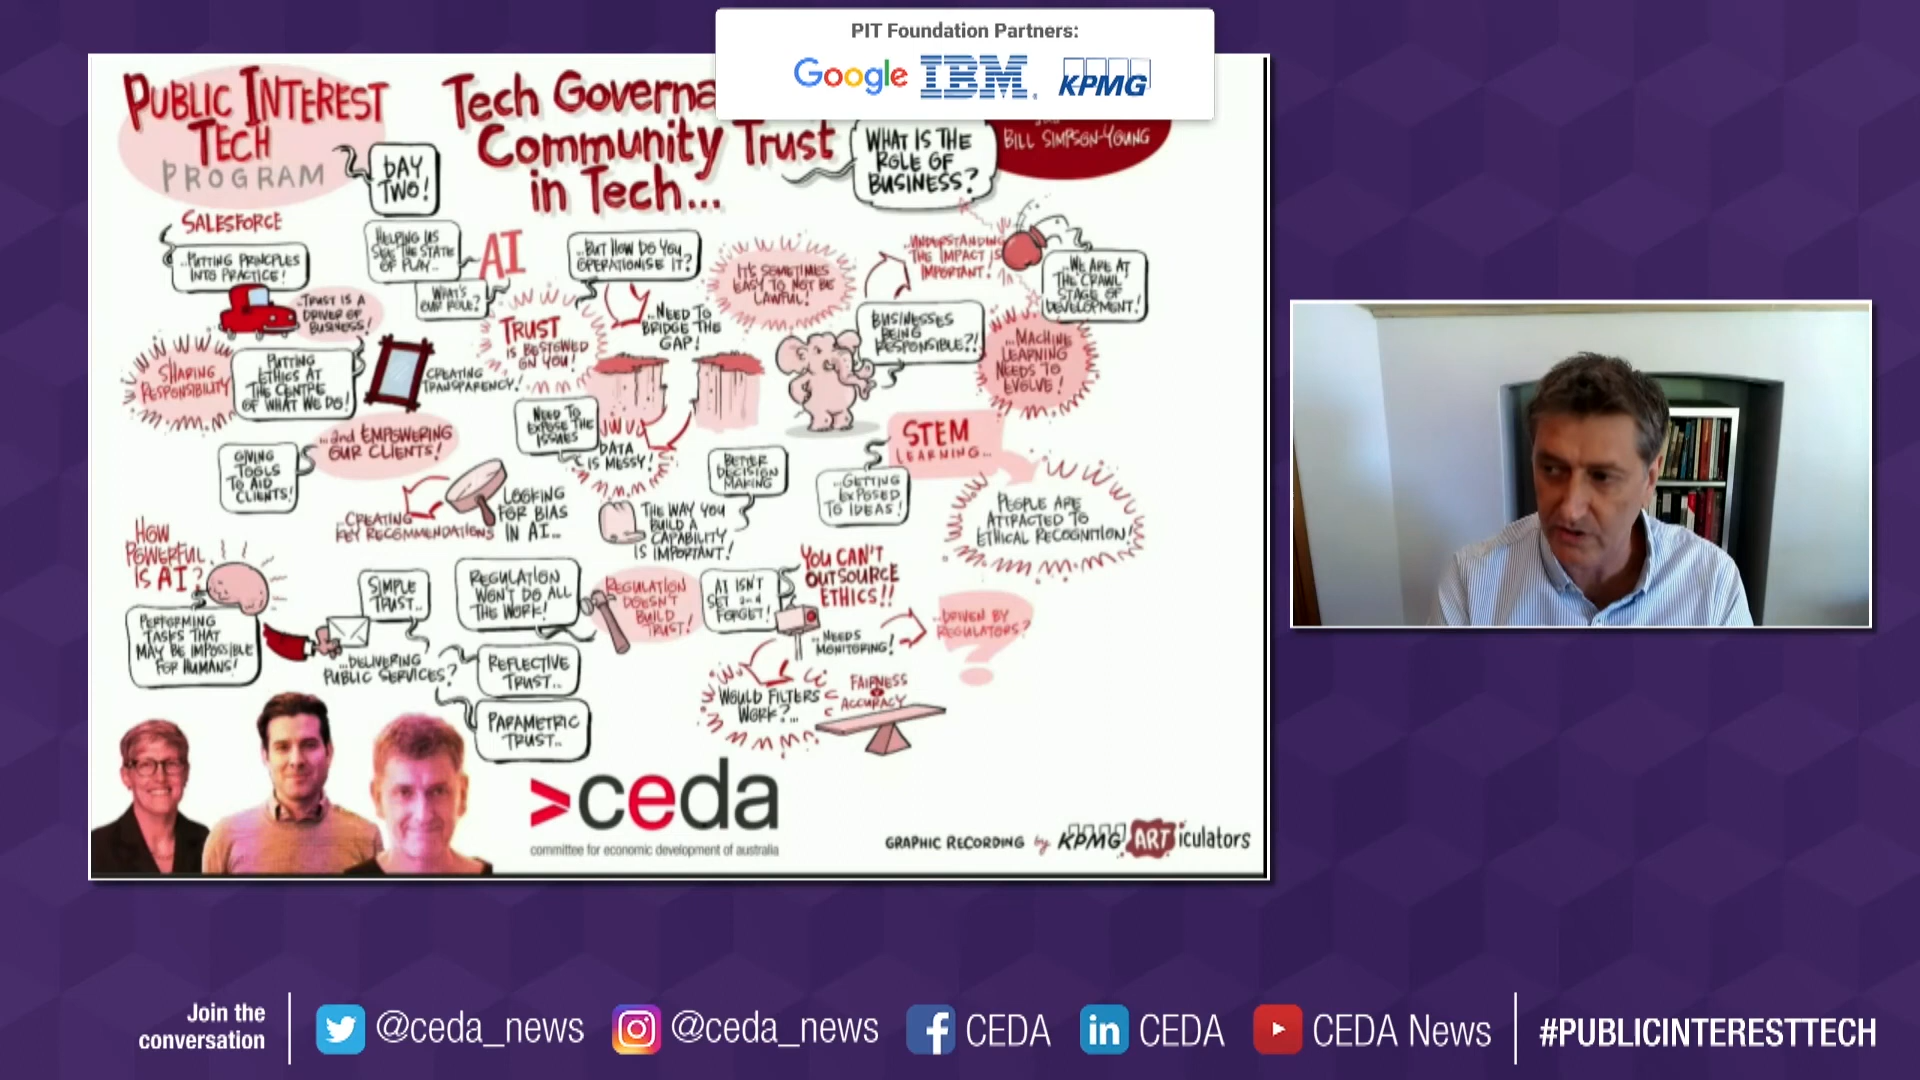 PIT Foundation Partners:
Google IBM KPMG
PUBLIC INTEREST
TECH
PROGRAM
DAY
TWO!
Tech Governa
Community Trust
in Tech...
WHAT IS THE
ROLE OF
BUSINESS?
BILL SIMPSON-YOUNG
SALESFORCE
..PUTTING PRINCIPLES
INTO PRACTICE!
..TRUST IS A
DRIVER OF
BUSINESS!
HELPING US
SEE THE STATE
OF PLAY..
AI
WHAT'S
OUR ROLE?
..BUT HOW DO YOU
OPERATIONISE IT?
TRUST
IS BESTOWED
ON YOU!
..NEED TO
BRIDGE THE
GAP!
IT'S SOMETIMES
EASY TO NOT BE
LAWFUL!
..UNDERSTANDING
THE IMPACT IS
IMPORTANT!
..WE ARE AT
THE CRAWL
STAGE OF
DEVELOPMENT!
BUSINESSES
BEING
RESPONSIBLE?!
...MACHINE
LEARNING
NEEDS TO
EVOLVE!
SHARING
RESPONSIBILITY
PUTTING
ETHICS AT
THE CENTRE
OF WHAT WE DO!
CREATING
TRANSPARENCY!
...and EMPOWERING
OUR CLIENTS!
GIVING
TOOLS
TO AID
CLIENTS!
NEED TO
EXPOSE THE
ISSUES
DATA
IS MESSY!
BETTER
DECISION
MAKING
STEM
LEARNING...
...GETTING
EXPOSED
TO IDEAS!
PEOPLE ARE
ATTRACTED TO
ETHICAL RECOGNITION!
CREATING
KEY RECOMMENDATIONS
LOOKING
FOR BIAS
IN AI...
THE WAY YOU
BUILD A
CAPABILITY
IS IMPORTANT!
HOW
POWERFUL
IS AI?
PERFORMING
TASKS THAT
MAY BE IMPOSSIBLE
FOR HUMANS!
SIMPLE
TRUST..
...DELIVERING
PUBLIC SERVICES?
REGULATION
WON'T DO ALL
THE WORK!
REGULATION
DOESN'T
BUILD
TRUST!
REFLECTIVE
TRUST..
PARAMETRIC
TRUST..
AI ISN'T
SET and
FORGET!
YOU CAN'T
OUTSOURCE
ETHICS!!
..NEEDS
MONITORING!
..DRIVEN BY
REGULATORS?
?
WOULD FILTERS
WORK?...
FAIRNESS
&
ACCURACY
>ceda
committee for economic development of australia
GRAPHIC RECORDING by KPMG ARTiculators
Join the
conversation
@ceda_news @ceda_news CEDA CEDA CEDA News #PUBLICINTERESTTECH